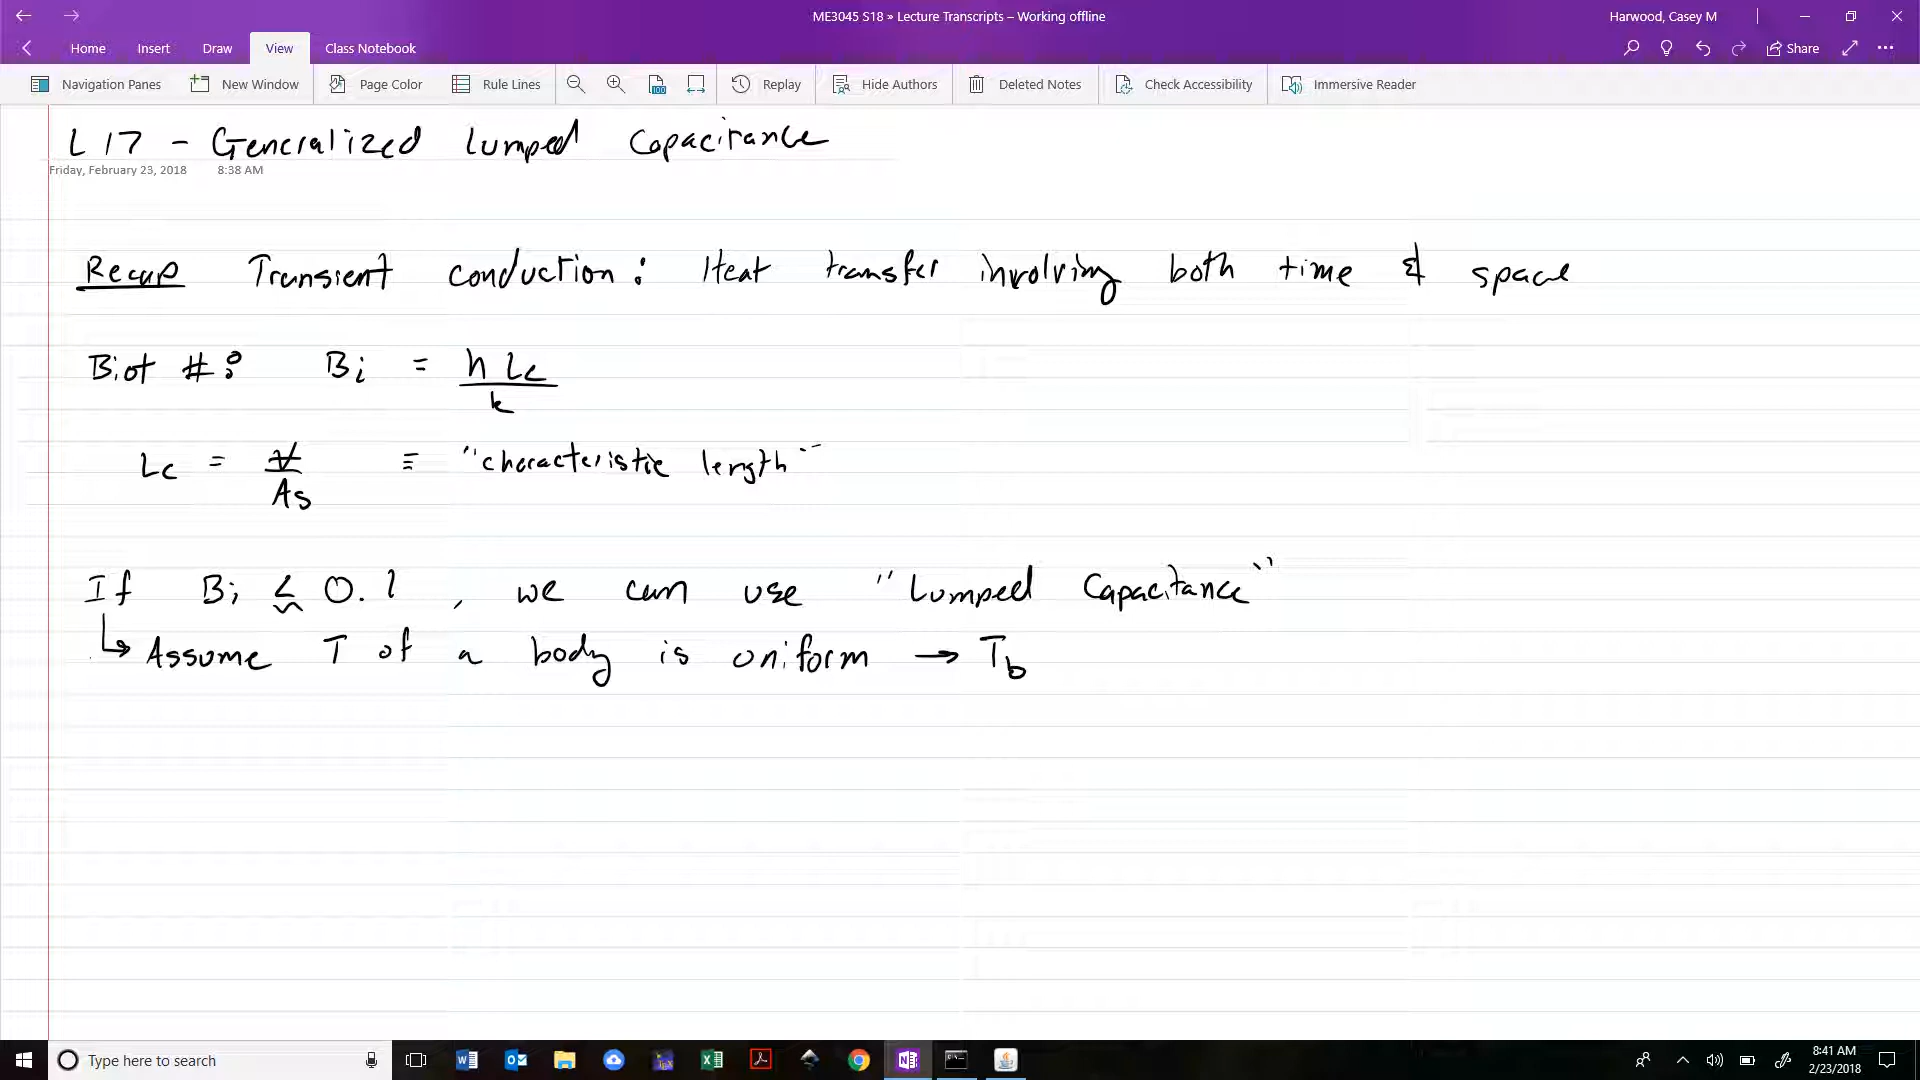 ME3045 S18 » Lecture Transcripts – Working offline
Harwood, Casey M
Home Insert Draw View Class Notebook
Share
Navigation Panes New Window Page Color Rule Lines 100 Replay Hide Authors Deleted Notes Check Accessibility Immersive Reader
L 17 - Generalized Lumped Capacitance
Friday, February 23, 2018 8:38 AM
Recap Transient conduction: Heat transfer involving both time & space
Biot #: Bi = h Lc
k
Lc = V ≡ "characteristic length"
As
If Bi ≲ 0.1, we can use "Lumped Capacitance"
↳ Assume T of a body is uniform → Tb
Type here to search
8:41 AM
2/23/2018